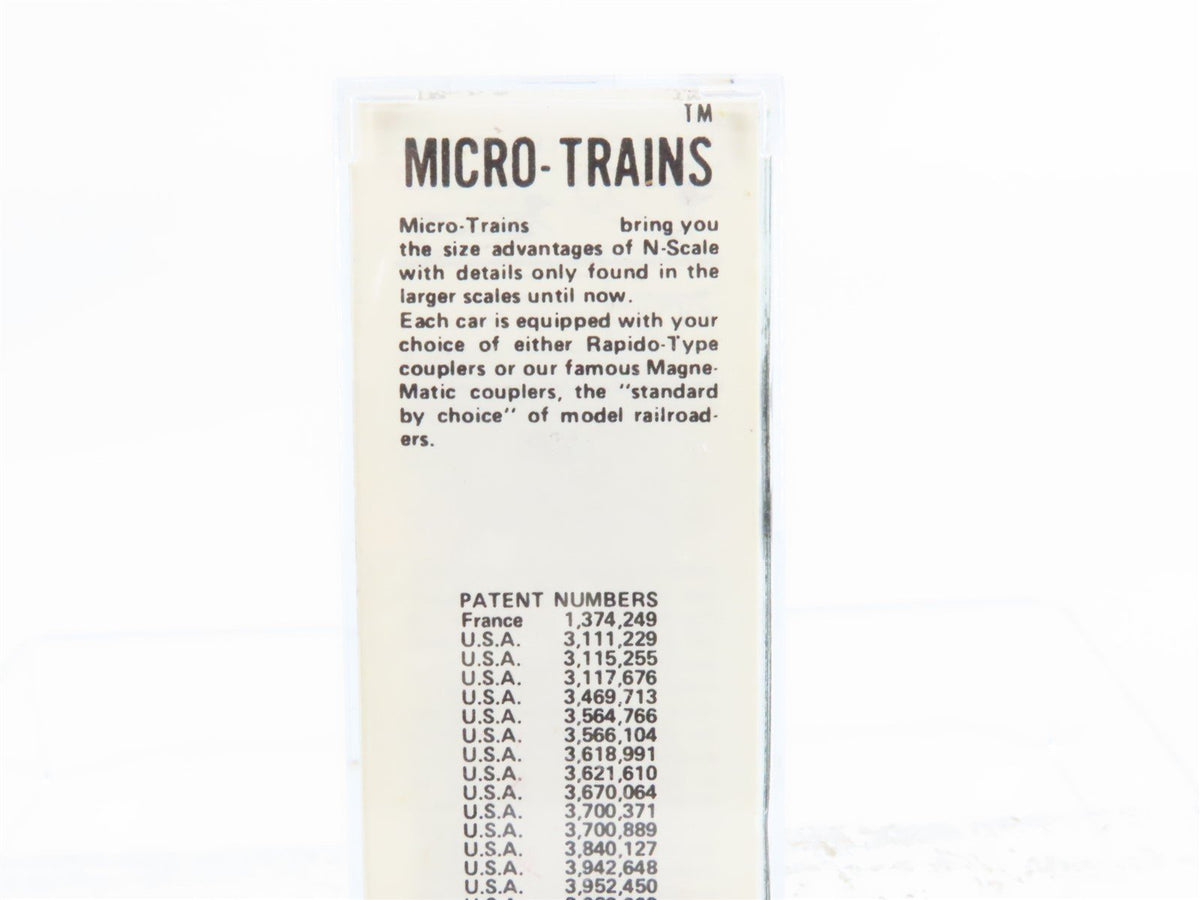 TM
MICRO-TRAINS
Micro-Trains bring you
the size advantages of N-Scale
with details only found in the
larger scales until now.
Each car is equipped with your
choice of either Rapido-Type
couplers or our famous Magne-
Matic couplers, the "standard
by choice" of model railroad-
ers.
PATENT NUMBERS
France 1,374,249
U.S.A. 3,111,229
U.S.A. 3,115,255
U.S.A. 3,117,676
U.S.A. 3,469,713
U.S.A. 3,564,766
U.S.A. 3,566,104
U.S.A. 3,618,991
U.S.A. 3,621,610
U.S.A. 3,670,064
U.S.A. 3,700,371
U.S.A. 3,700,889
U.S.A. 3,840,127
U.S.A. 3,942,648
U.S.A. 3,952,450